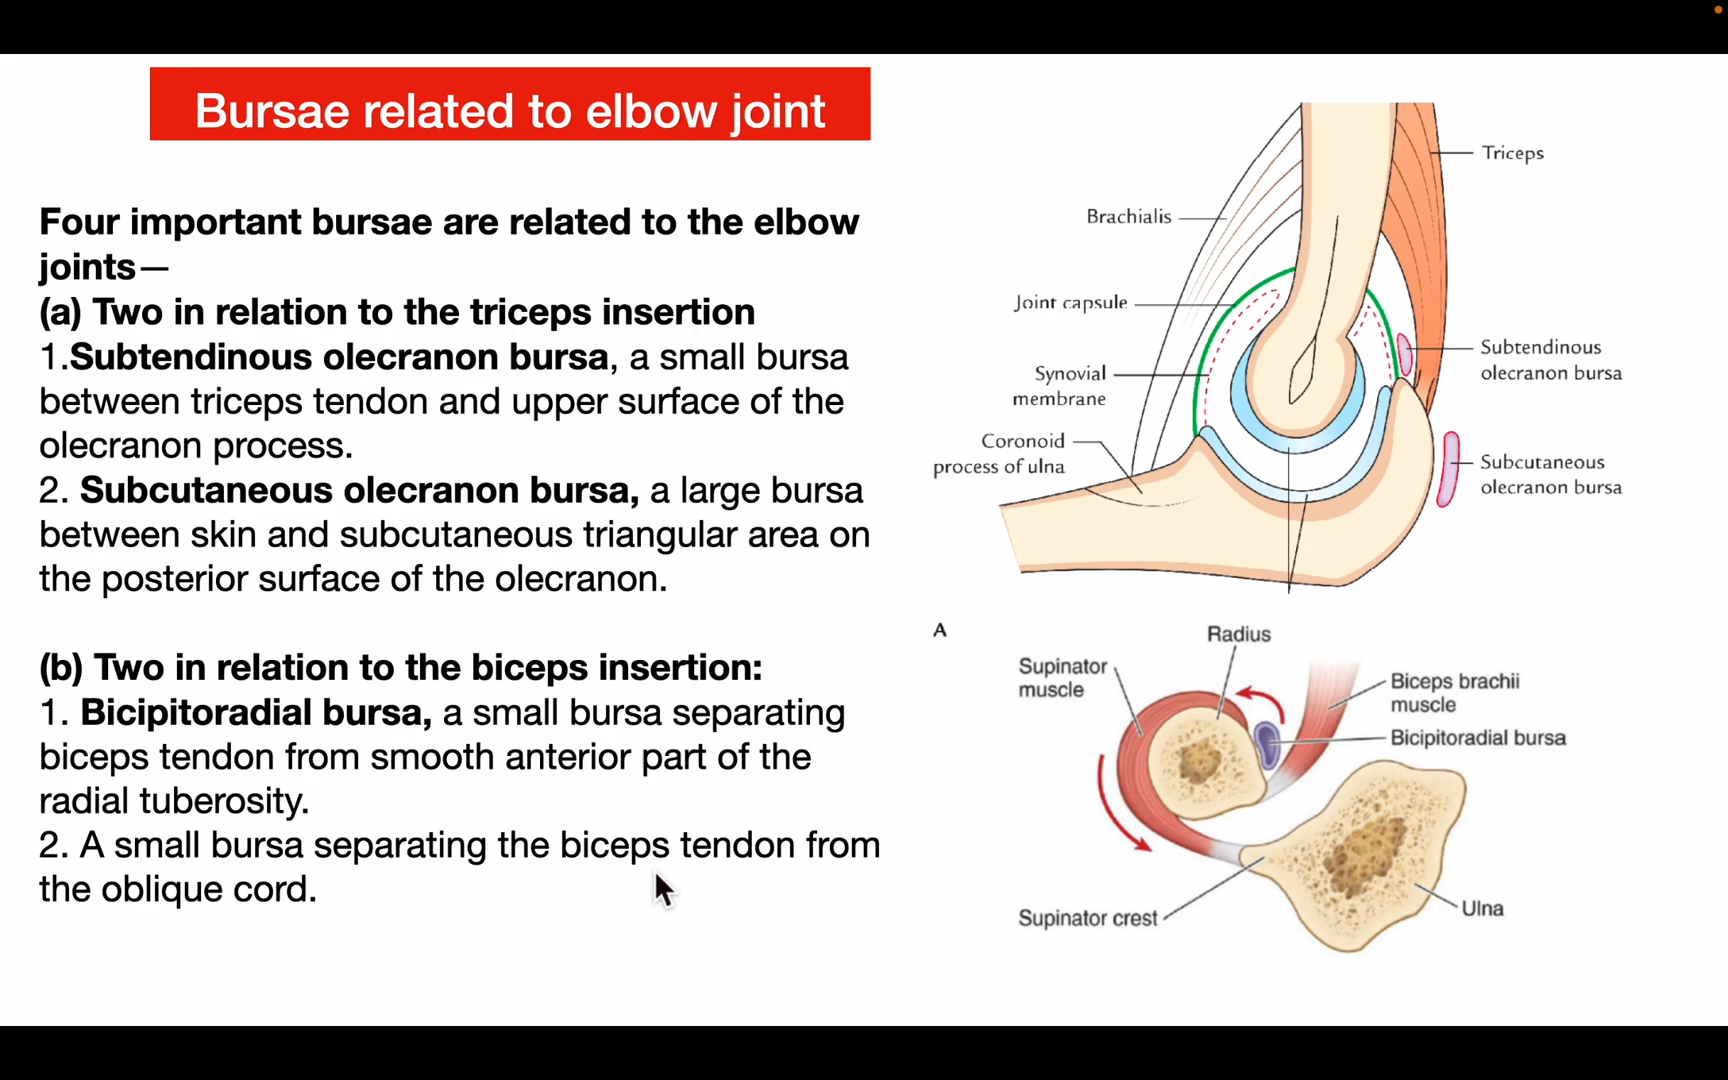 Bursae related to elbow joint
Four important bursae are related to the elbow
joints—
(a) Two in relation to the triceps insertion
1.Subtendinous olecranon bursa, a small bursa
between triceps tendon and upper surface of the
olecranon process.
2. Subcutaneous olecranon bursa, a large bursa
between skin and subcutaneous triangular area on
the posterior surface of the olecranon.
(b) Two in relation to the biceps insertion:
1. Bicipitoradial bursa, a small bursa separating
biceps tendon from smooth anterior part of the
radial tuberosity.
2. A small bursa separating the biceps tendon from
the oblique cord.
Triceps
Brachialis
Joint capsule
Subtendinous
olecranon bursa
Synovial
membrane
Coronoid
process of ulna
Subcutaneous
olecranon bursa
A
Radius
Supinator
muscle
Biceps brachii
muscle
Bicipitoradial bursa
Supinator crest
Ulna